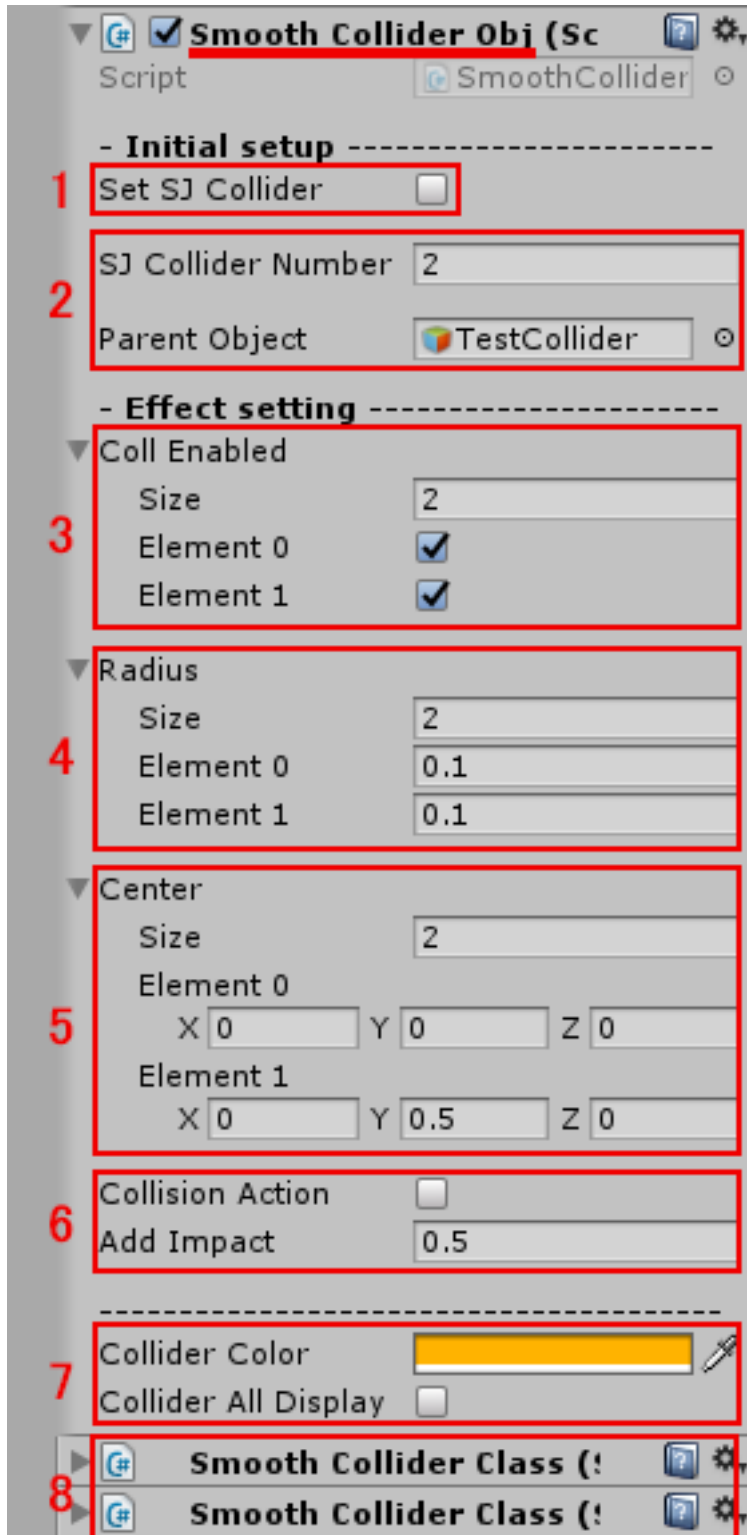 Smooth Collider Obj (Sc
Script SmoothCollider
- Initial setup -----------------------
1 Set SJ Collider
2 SJ Collider Number 2
Parent Object TestCollider
- Effect setting ----------------------
3 Coll Enabled
Size 2
Element 0
Element 1
4 Radius
Size 2
Element 0 0.1
Element 1 0.1
5 Center
Size 2
Element 0
X 0 Y 0 Z 0
Element 1
X 0 Y 0.5 Z 0
6 Collision Action
Add Impact 0.5
---------------------------------------
7 Collider Color
Collider All Display
8 Smooth Collider Class (
Smooth Collider Class (